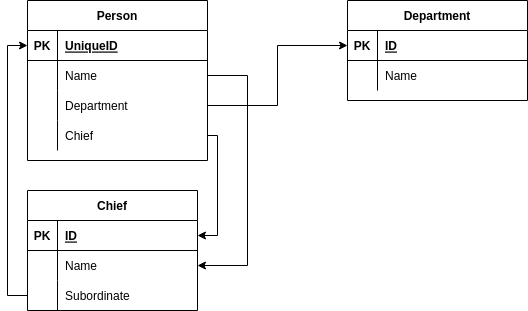 Person
PK UniqueID
Name
Department
Chief
Department
PK ID
Name
Chief
PK ID
Name
Subordinate